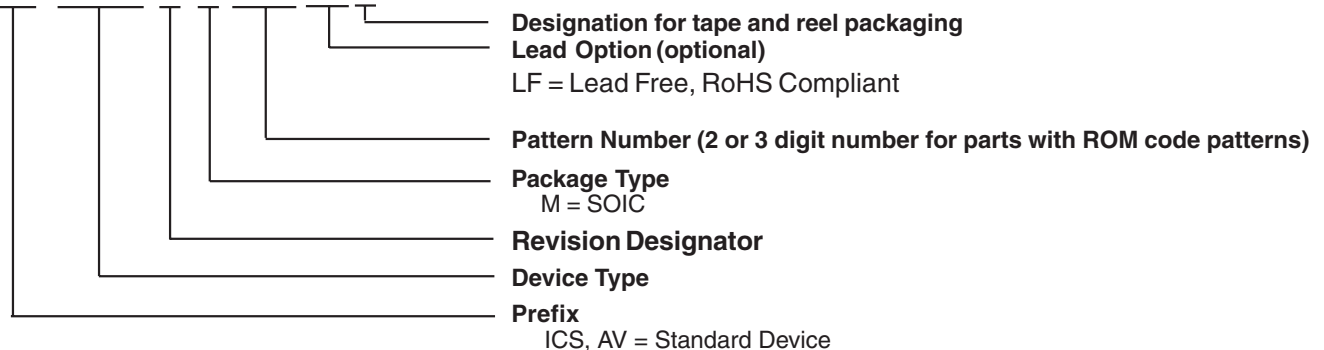 Designation for tape and reel packaging
Lead Option (optional)
LF = Lead Free, RoHS Compliant
Pattern Number (2 or 3 digit number for parts with ROM code patterns)
Package Type
M = SOIC
Revision Designator
Device Type
Prefix
ICS, AV = Standard Device